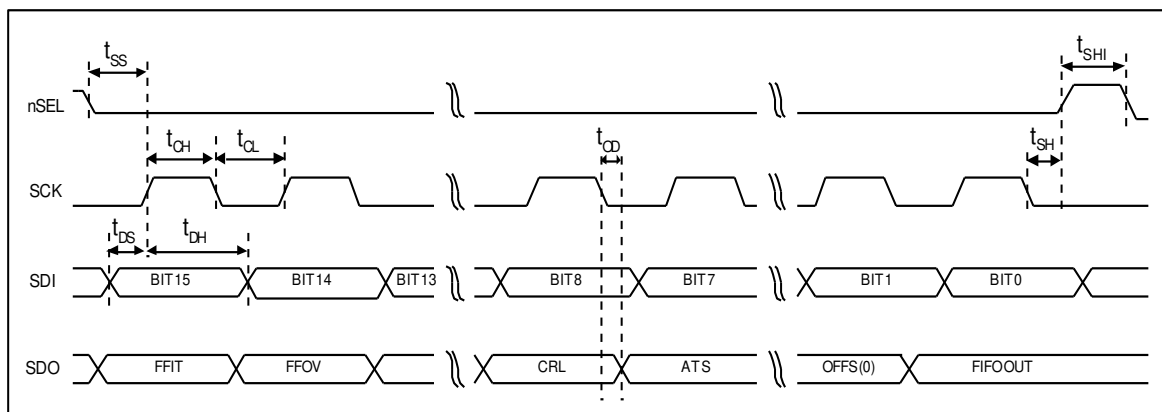 tSS
tSHI
nSEL
tCH
tCL
tCD
tSH
SCK
tDS
tDH
SDI
BIT15
BIT14
BIT13
BIT8
BIT7
BIT1
BIT0
SDO
FFIT
FFOV
CRL
ATS
OFFS(0)
FIFOOUT